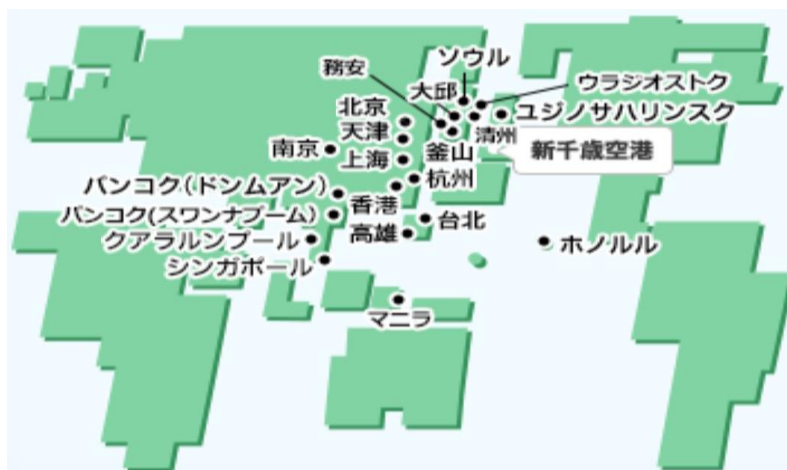 ソウル
務安
大邱
ウラジオストク
北京
ユジノサハリンスク
天津
清州
南京
上海
釜山
新千歳空港
バンコク(ドンムアン)
杭州
香港
バンコク(スワンナプーム)
台北
クアラルンプール
高雄
ホノルル
シンガポール
マニラ